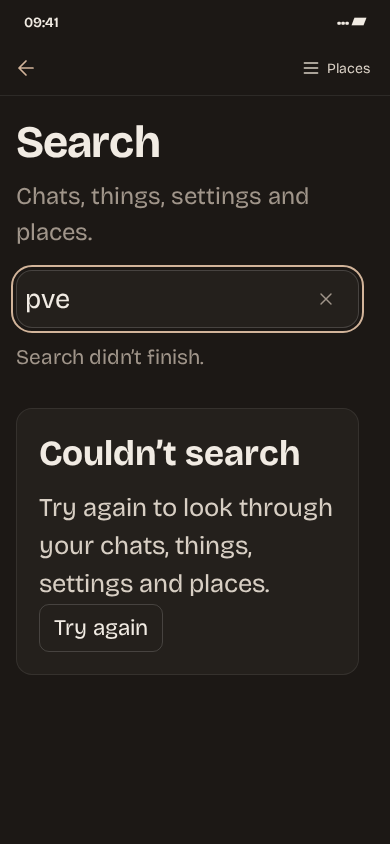 09:41
Places
Search
Chats, things, settings and
places.
pve
Search didn't finish.
Couldn't search
Try again to look through
your chats, things,
settings and places.
Try again